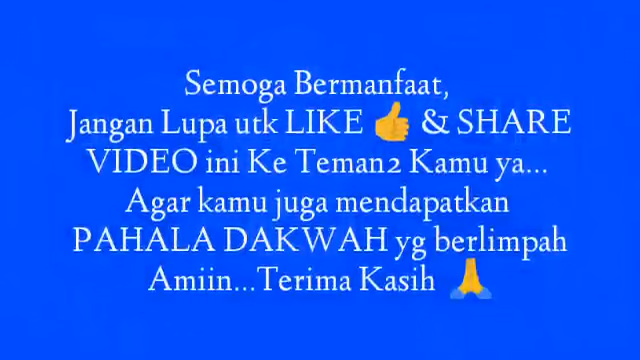 Semoga Bermanfaat,
Jangan Lupa utk LIKE 👍 & SHARE
VIDEO ini Ke Teman2 Kamu ya...
Agar kamu juga mendapatkan
PAHALA DAKWAH yg berlimpah
Amiin...Terima Kasih 🙏